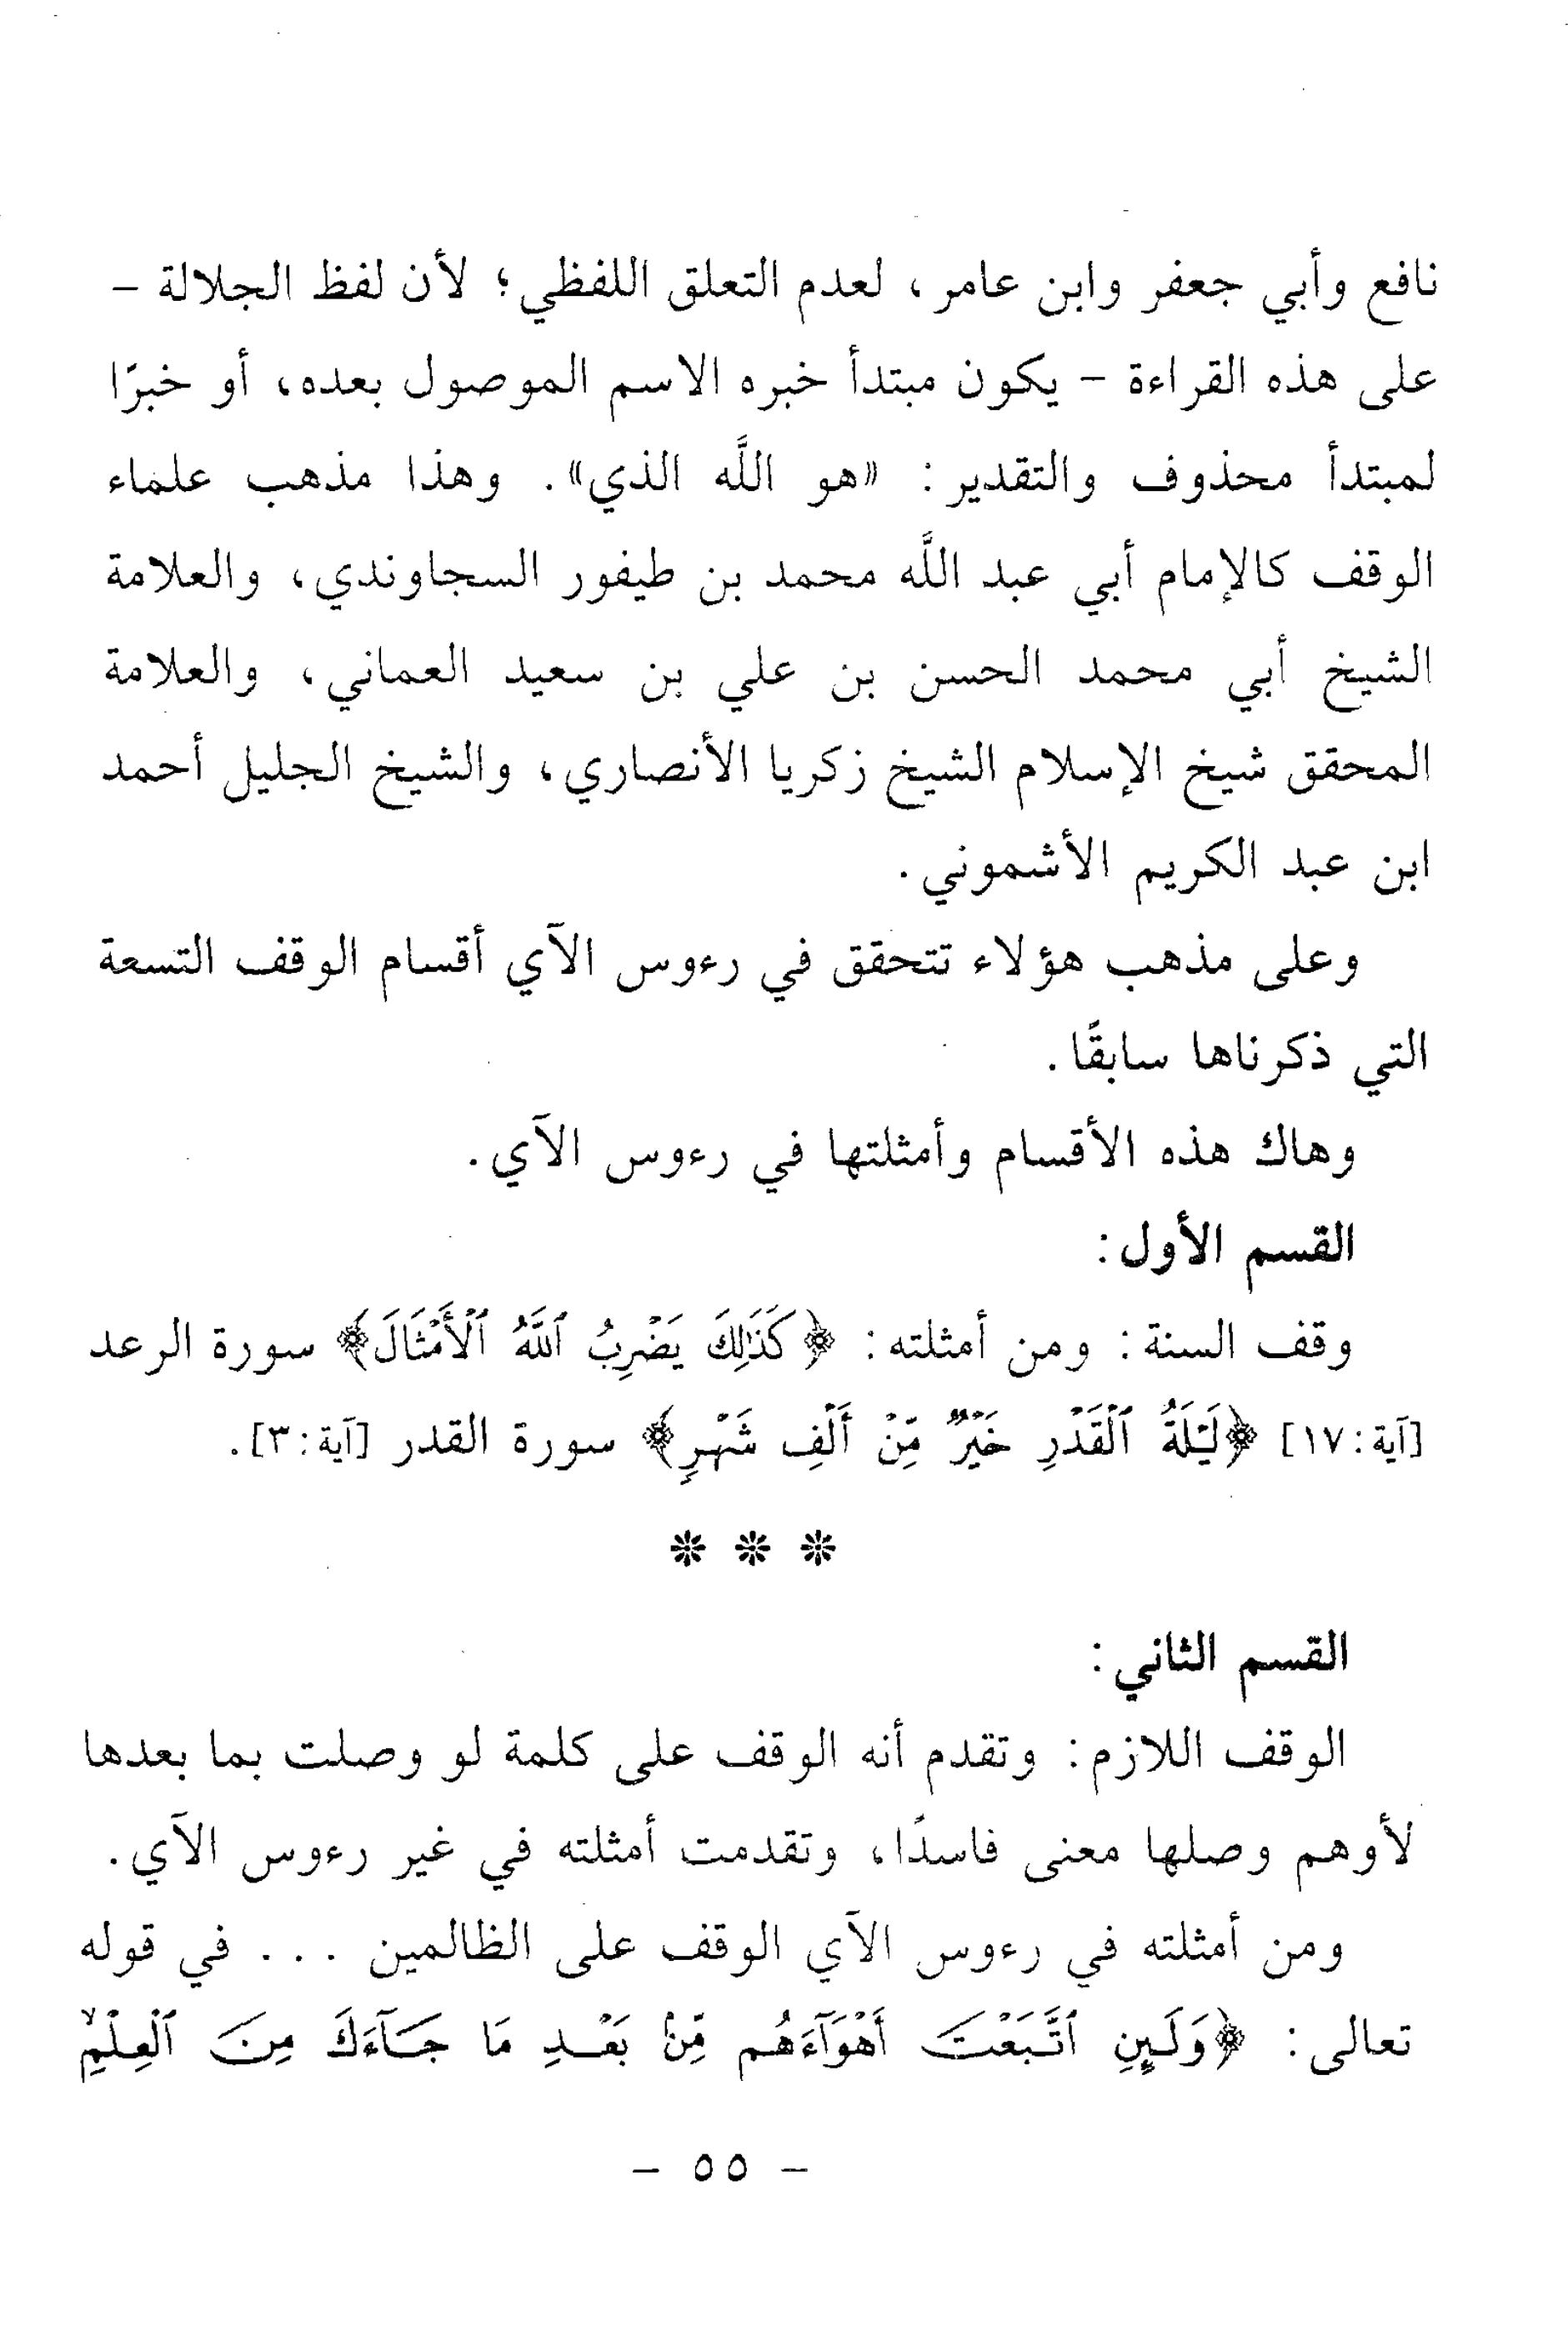 نافع وأبي جعفر وابن عامر، لعدم التعلق اللفظي؛ لأن لفظ الجلالة -
على هذه القراءة - يكون مبتدأ خبره الاسم الموصول بعده، أو خبرًا
لمبتدأ محذوف والتقدير: «هو اللَّه الذي». وهذا مذهب علماء
الوقف كالإمام أبي عبد اللَّه محمد بن طيفور السجاوندي، والعلامة
الشيخ أبي محمد الحسن بن علي بن سعيد العماني، والعلامة
المحقق شيخ الإسلام الشيخ زكريا الأنصاري، والشيخ الجليل أحمد
ابن عبد الكريم الأشموني.
وعلى مذهب هؤلاء تتحقق في رءوس الآي أقسام الوقف التسعة
التي ذكرناها سابقًا.
وهاك هذه الأقسام وأمثلتها في رءوس الآي.
القسم الأول:
وقف السنة: ومن أمثلته: ﴿كَذَٰلِكَ يَضْرِبُ ٱللَّهُ ٱلْأَمْثَالَ﴾ سورة الرعد
[آية: ١٧] ﴿لَيْلَةُ ٱلْقَدْرِ خَيْرٌ مِّنْ أَلْفِ شَهْرٍ﴾ سورة القدر [آية: ٣].
* * *
القسم الثاني:
الوقف اللازم: وتقدم أنه الوقف على كلمة لو وصلت بما بعدها
لأوهم وصلها معنى فاسدًا، وتقدمت أمثلته في غير رءوس الآي.
ومن أمثلته في رءوس الآي الوقف على الظالمين ... في قوله
تعالى: ﴿وَلَئِنِ ٱتَّبَعْتَ أَهْوَآءَهُم مِّنۢ بَعْدِ مَا جَآءَكَ مِنَ ٱلْعِلْمِ ۙ
- ٥٥ -